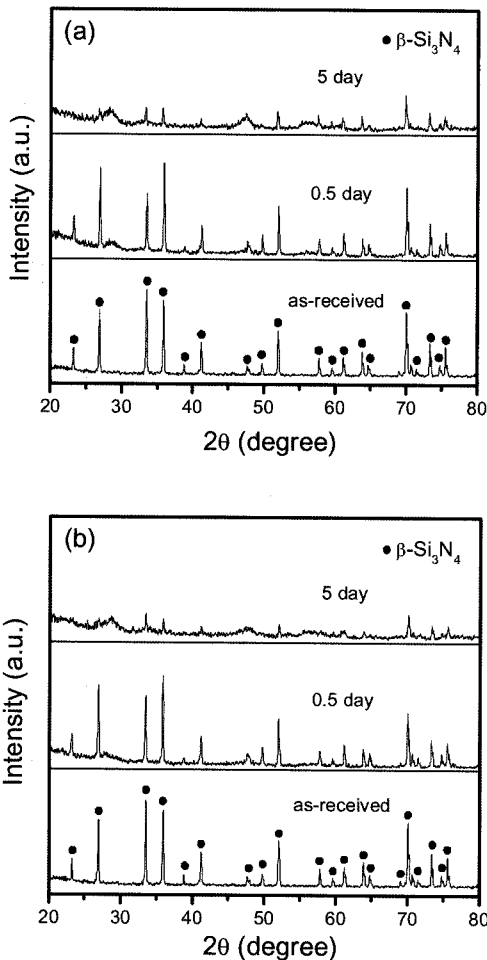 (a)
● β-Si₃N₄
5 day
0.5 day
as-received
Intensity (a.u.)
20 30 40 50 60 70 80
2θ (degree)
(b)
● β-Si₃N₄
5 day
0.5 day
as-received
Intensity (a.u.)
20 30 40 50 60 70 80
2θ (degree)